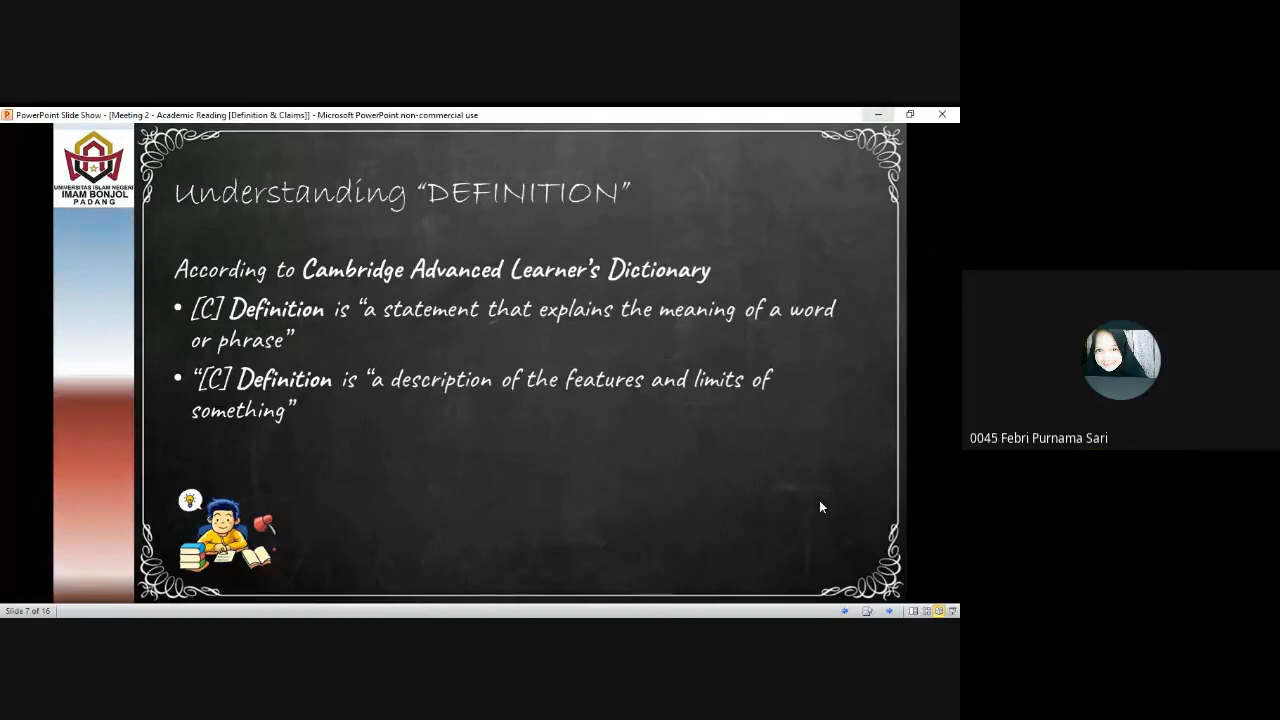 PowerPoint Slide Show - [Meeting 2 - Academic Reading [Definition & Claims]] - Microsoft PowerPoint non-commercial use
UNIVERSITAS ISLAM NEGERI
IMAM BONJOL
PADANG
Understanding “DEFINITION”
According to Cambridge Advanced Learner’s Dictionary
• [C] Definition is “a statement that explains the meaning of a word
or phrase”
• “[C] Definition is “a description of the features and limits of
something”
0045 Febri Purnama Sari
Slide 7 of 16